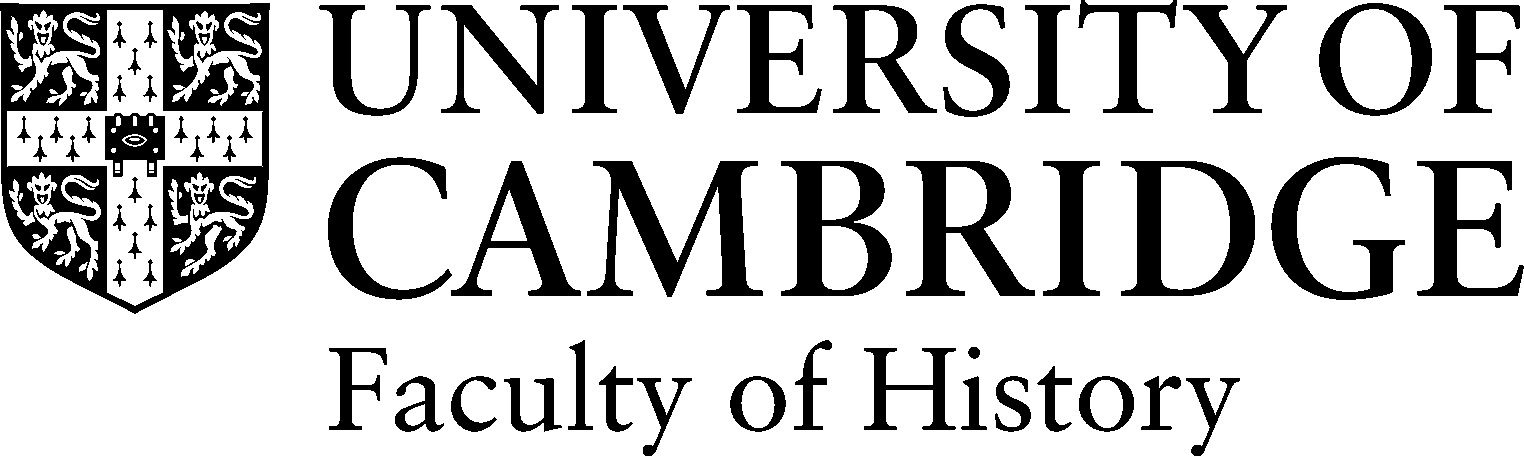 UNIVERSITY OF
CAMBRIDGE
Faculty of History